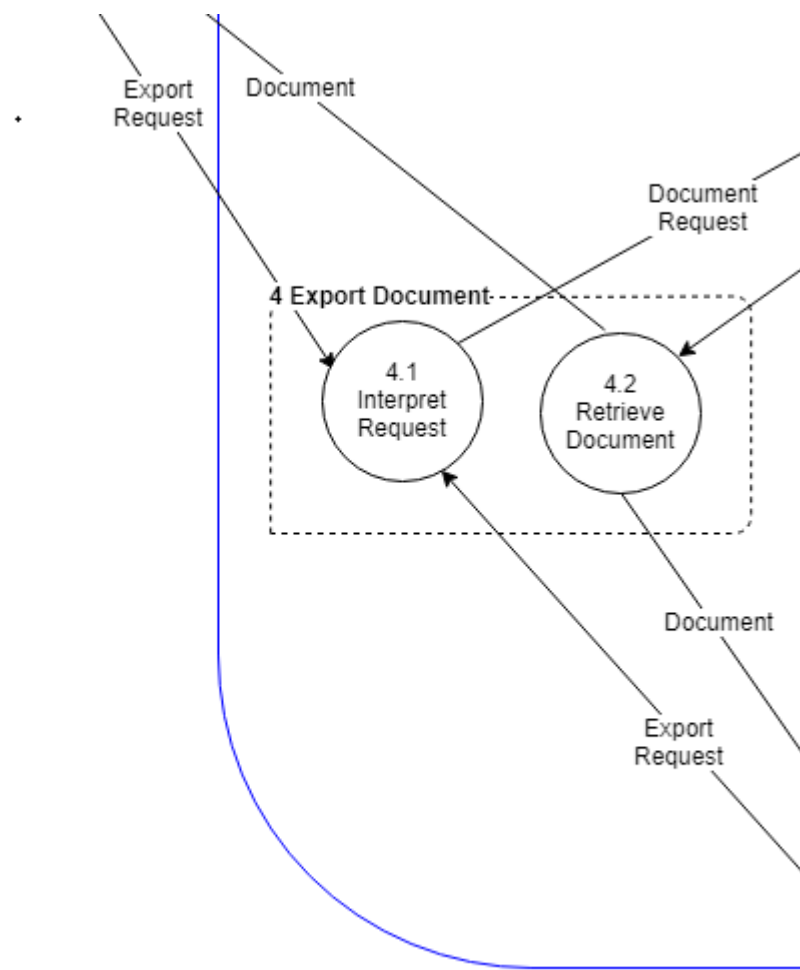 Export
Request
Document
Document
Request
4 Export Document
4.1
Interpret
Request
4.2
Retrieve
Document
Document
Export
Request